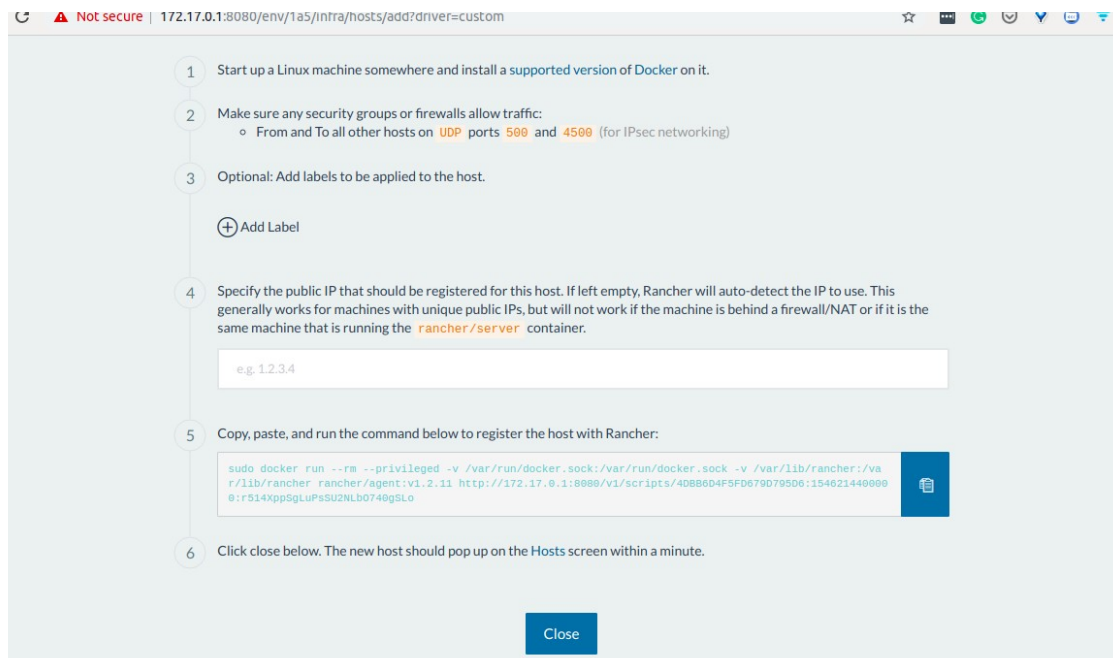 Not secure | 172.17.0.1:8080/env/1a5/infra/hosts/add?driver=custom
1 Start up a Linux machine somewhere and install a supported version of Docker on it.
2 Make sure any security groups or firewalls allow traffic:
From and To all other hosts on UDP ports 500 and 4500 (for IPsec networking)
3 Optional: Add labels to be applied to the host.
Add Label
4 Specify the public IP that should be registered for this host. If left empty, Rancher will auto-detect the IP to use. This
generally works for machines with unique public IPs, but will not work if the machine is behind a firewall/NAT or if it is the
same machine that is running the rancher/server container.
e.g. 1.2.3.4
5 Copy, paste, and run the command below to register the host with Rancher:
sudo docker run --rm --privileged -v /var/run/docker.sock:/var/run/docker.sock -v /var/lib/rancher:/va
r/lib/rancher rancher/agent:v1.2.11 http://172.17.0.1:8080/v1/scripts/4DBB6D4F5FD679D795D6:154621440000
0:r514XppSgLuPsSU2NLbO740gSLo
6 Click close below. The new host should pop up on the Hosts screen within a minute.
Close